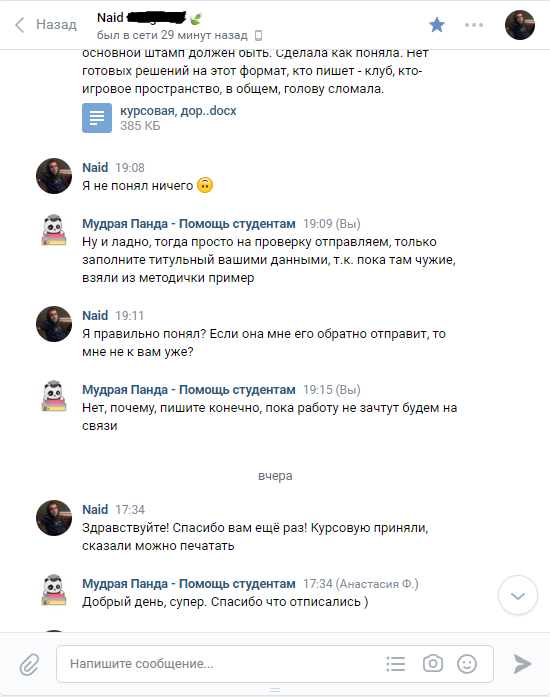 Назад
Naid
был в сети 29 минут назад
основной штамп должен быть. Сделала как поняла. Нет
готовых решений на этот формат, кто пишет - клуб, кто-
игровое пространство, в общем, голову сломала.
курсовая, дор..docx
385 КБ
Naid 19:08
Я не понял ничего 🙃
Мудрая Панда - Помощь студентам 19:09 (Вы)
Ну и ладно, тогда просто на проверку отправляем, только
заполните титульный вашими данными, т.к. пока там чужие,
взяли из методички пример
Naid 19:11
Я правильно понял? Если она мне его обратно отправит, то
мне не к вам уже?
Мудрая Панда - Помощь студентам 19:15 (Вы)
Нет, почему, пишите конечно, пока работу не зачтут будем на
связи
вчера
Naid 17:34
Здравствуйте! Спасибо вам ещё раз! Курсовую приняли,
сказали можно печатать
Мудрая Панда - Помощь студентам 17:34 (Анастасия Ф.)
Добрый день, супер. Спасибо что отписались )
Напишите сообщение...